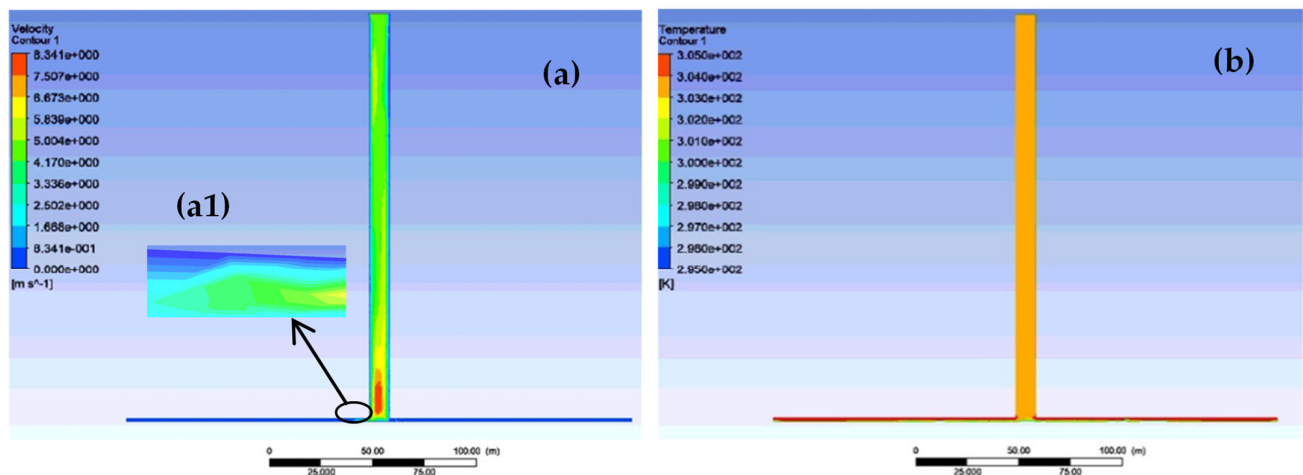 Velocity
Contour 1
8.341e+000
7.507e+000
6.673e+000
5.839e+000
5.004e+000
4.170e+000
3.336e+000
2.502e+000
1.668e+000
8.341e-001
0.000e+000
[m s^-1]
(a)
(a1)
0 50.00 100.00 (m)
25.000 75.00
Temperature
Contour 1
3.050e+002
3.040e+002
3.030e+002
3.020e+002
3.010e+002
3.000e+002
2.990e+002
2.980e+002
2.970e+002
2.960e+002
2.950e+002
[K]
(b)
0 50.00 100.00 (m)
25.000 75.00